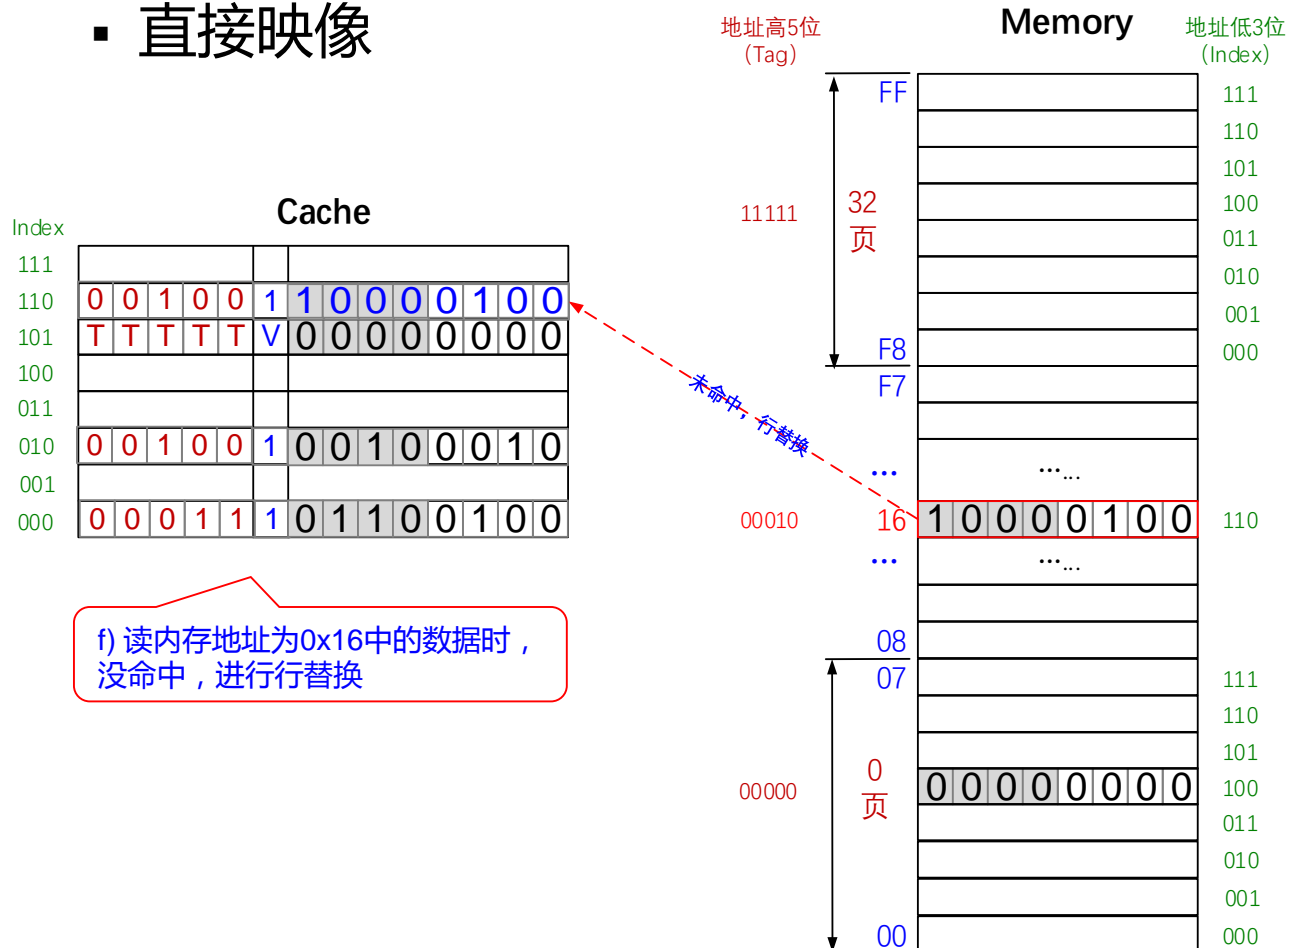 ▪ 直接映像
Cache
Index
111
110 0 0 1 0 0 1 1 0 0 0 0 1 0 0
101 T T T T T V 0 0 0 0 0 0 0 0
100
011
010 0 0 1 0 0 1 0 0 1 0 0 0 1 0
001
000 0 0 0 1 1 1 0 1 1 0 0 1 0 0
f) 读内存地址为0x16中的数据时，
没命中，进行行替换
未命中，行替换
地址高5位
（Tag）
Memory
地址低3位
（Index）
FF 111
110
101
11111 32 100
页 011
010
001
F8 000
F7
... ......
00010 16 1 0 0 0 0 1 0 0 110
... ......
08
07 111
110
101
00000 0 0 0 0 0 0 0 0 0 100
页 011
010
001
00 000